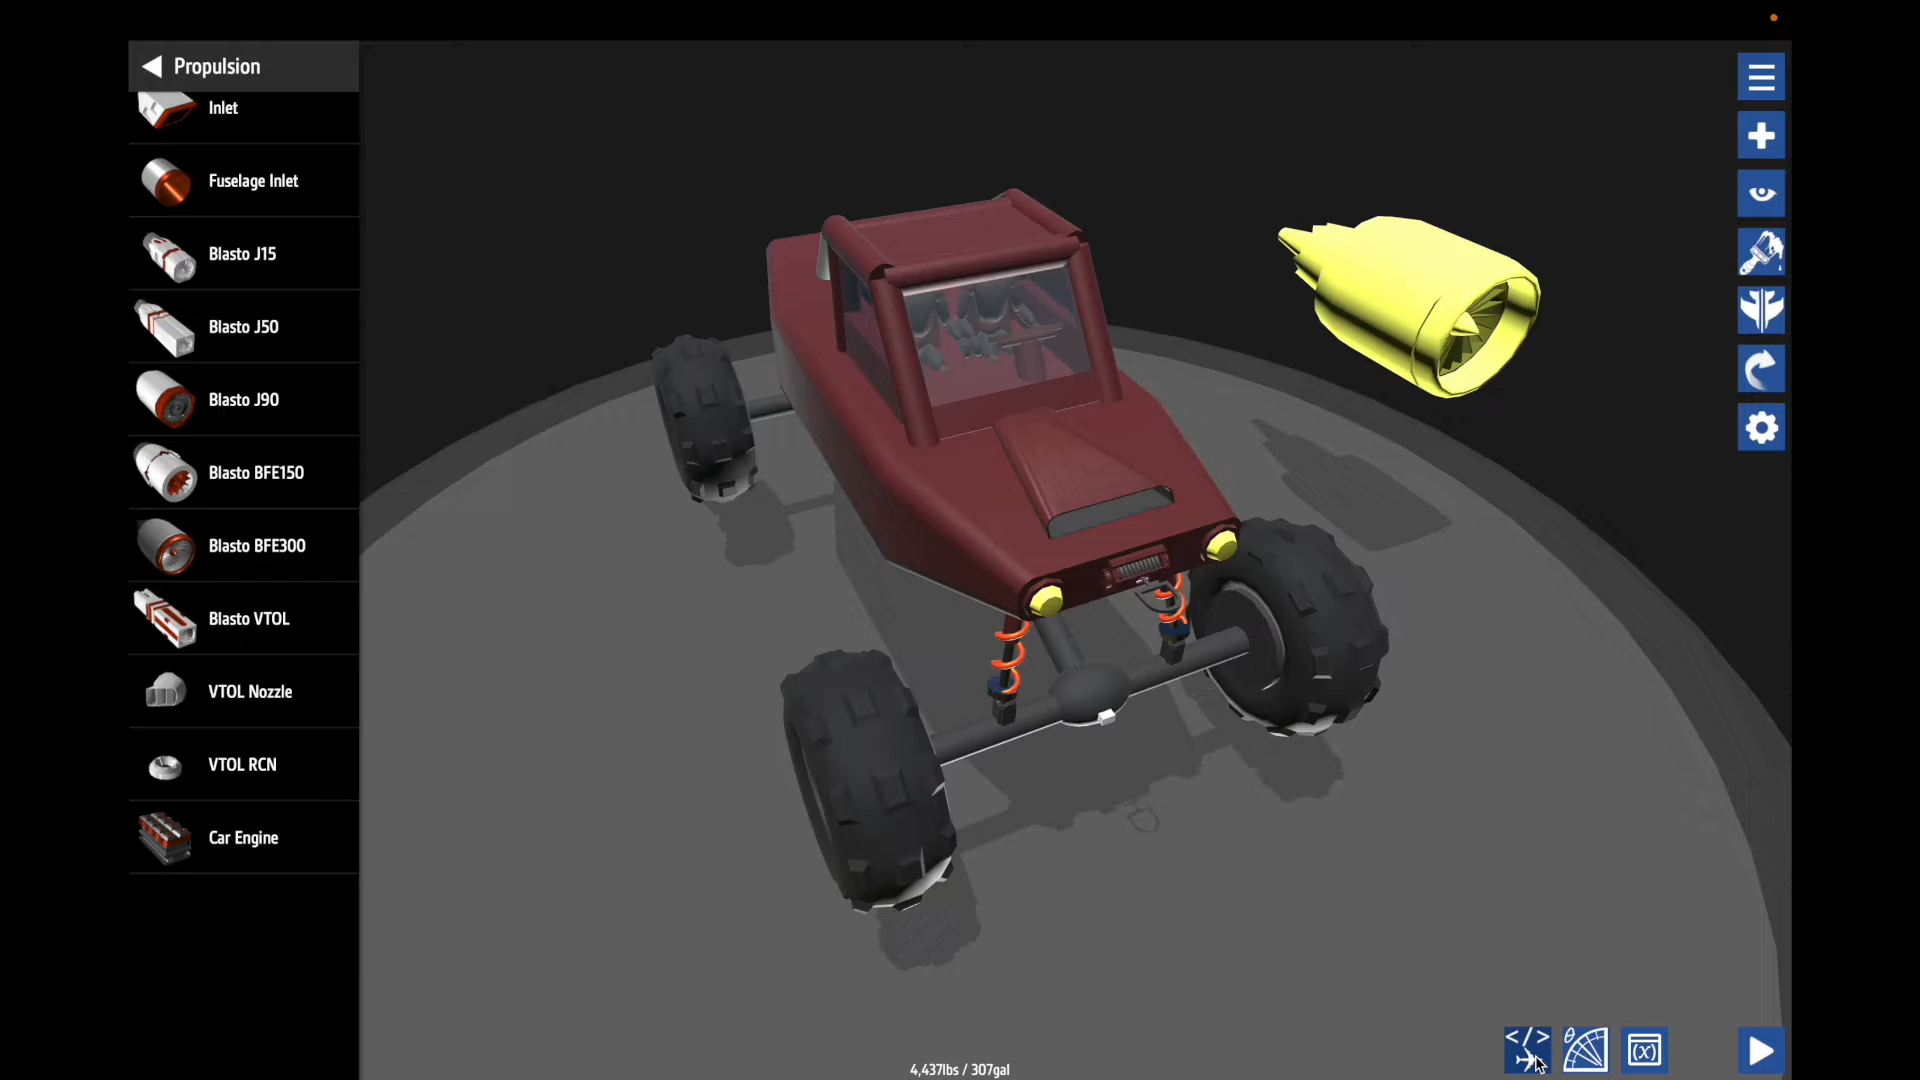 Propulsion
Inlet
Fuselage Inlet
Blasto J15
Blasto J50
Blasto J90
Blasto BFE150
Blasto BFE300
Blasto VTOL
VTOL Nozzle
VTOL RCN
Car Engine
</>
θ
(x)
4,437lbs / 307gal